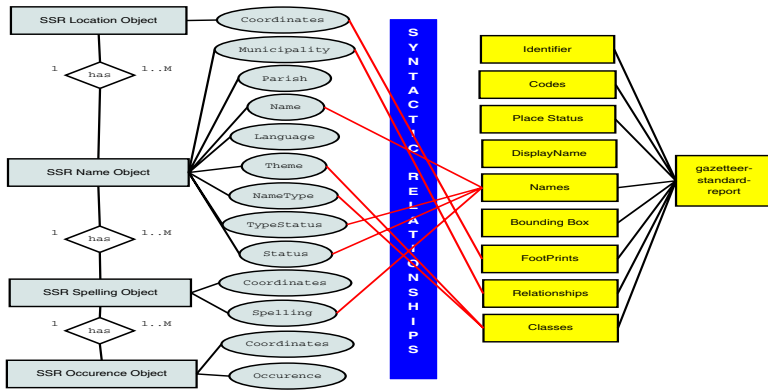 SSR Location Object
1
has
1..M
SSR Name Object
1
has
1..M
SSR Spelling Object
1
has
1..M
SSR Occurence Object
Coordinates
Municipality
Parish
Name
Language
Theme
NameType
TypeStatus
Status
Coordinates
Spelling
Coordinates
Occurence
SYNTACTIC RELATIONSHIPS
Identifier
Codes
Place Status
DisplayName
Names
Bounding Box
FootPrints
Relationships
Classes
gazetteer-
standard-
report